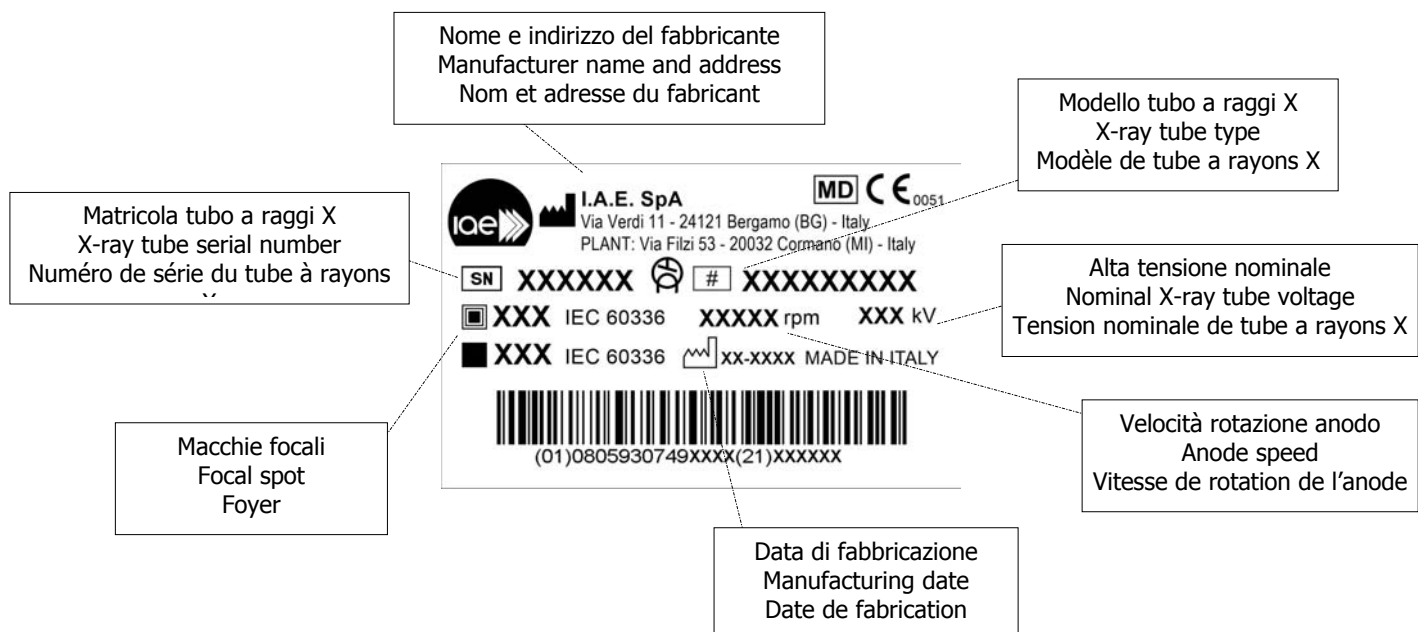 Nome e indirizzo del fabbricante
Manufacturer name and address
Nom et adresse du fabricant
Modello tubo a raggi X
X-ray tube type
Modèle de tube a rayons X
Matricola tubo a raggi X
X-ray tube serial number
Numéro de série du tube à rayons
iae
I.A.E. SpA
MD CE 0051
Via Verdi 11 - 24121 Bergamo (BG) - Italy
PLANT: Via Filzi 53 - 20032 Cormano (MI) - Italy
SN XXXXXX # XXXXXXXXX
XXX IEC 60336 XXXXX rpm XXX kV
XXX IEC 60336 XX-XXXX MADE IN ITALY
(01)0805930749XXXX(21)XXXXXX
Alta tensione nominale
Nominal X-ray tube voltage
Tension nominale de tube a rayons X
Macchie focali
Focal spot
Foyer
Velocità rotazione anodo
Anode speed
Vitesse de rotation de l'anode
Data di fabbricazione
Manufacturing date
Date de fabrication